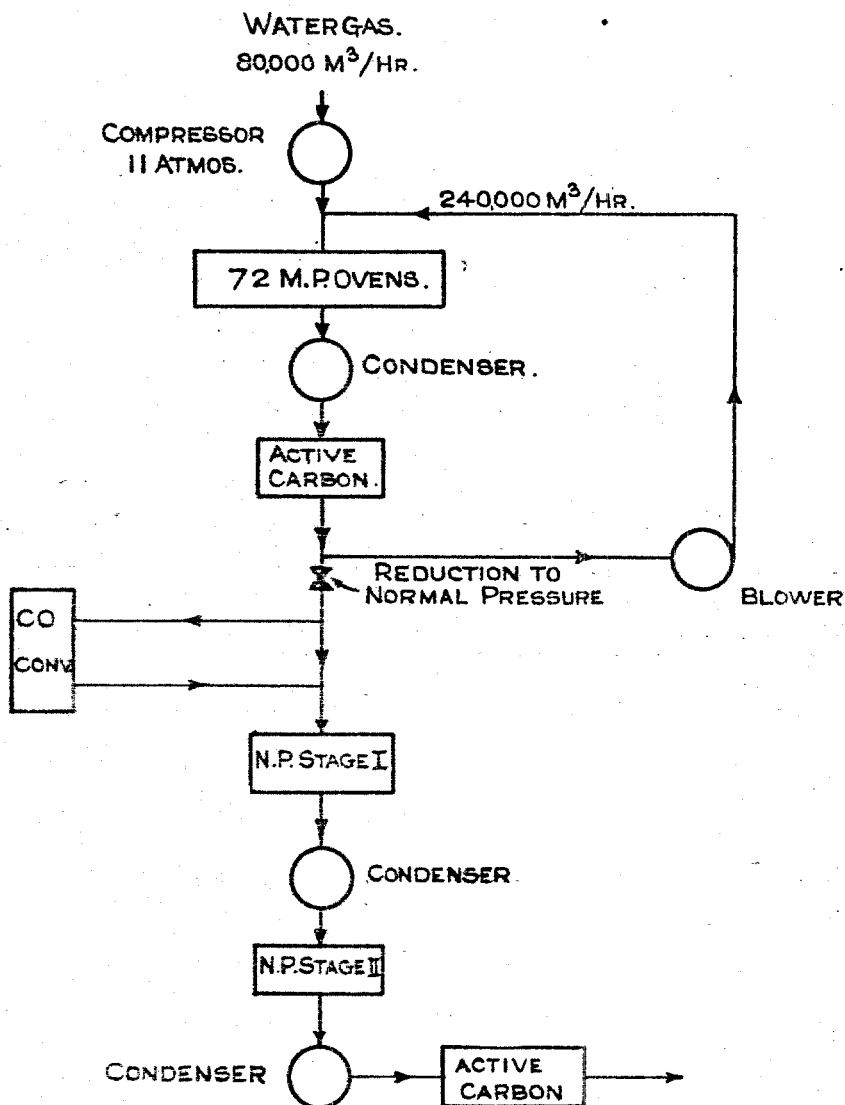 WATER GAS.
80,000 M³/HR.
COMPRESSOR
11 ATMOS.
240,000 M³/HR.
72 M.P. OVENS.
CONDENSER.
ACTIVE
CARBON.
REDUCTION TO
NORMAL PRESSURE
BLOWER
CO
CONV.
N.P. STAGE I
CONDENSER
N.P. STAGE II
CONDENSER
ACTIVE
CARBON